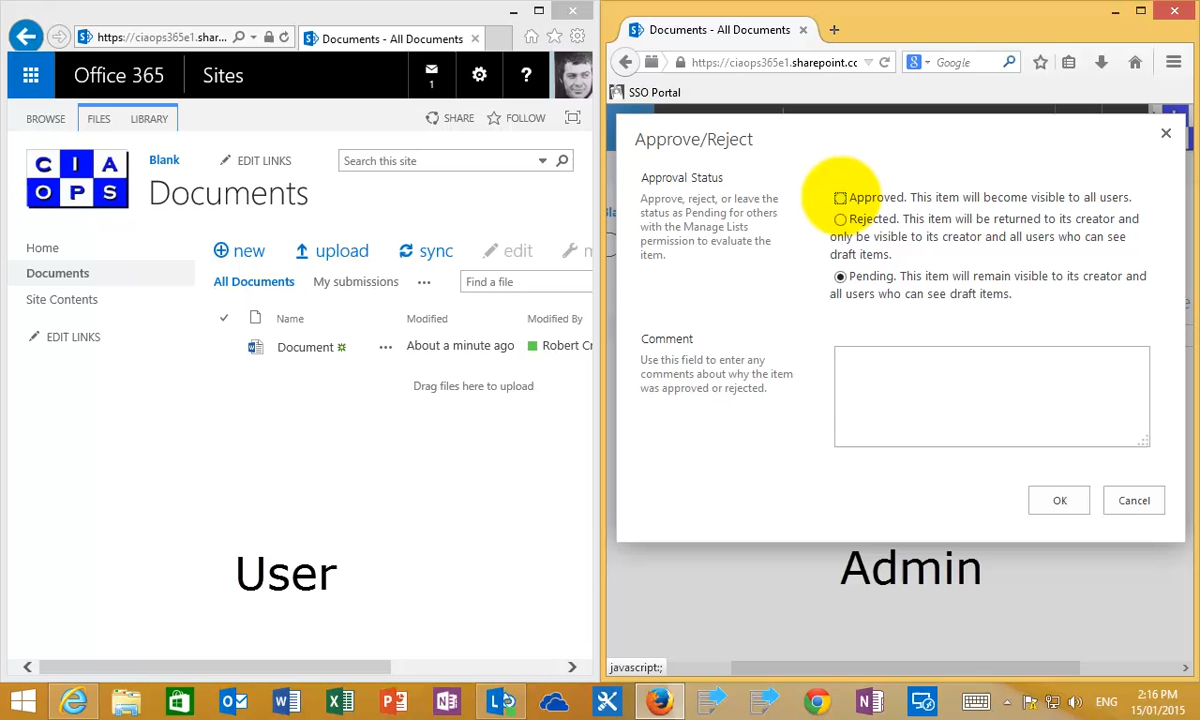 https://ciaops365e1.shar...
Documents - All Documents
Office 365
Sites
1
?
BROWSE
FILES
LIBRARY
SHARE
FOLLOW
C I A
O P S
Blank
EDIT LINKS
Search this site
Documents
Home
Documents
Site Contents
EDIT LINKS
new
upload
sync
edit
m
All Documents
My submissions
...
Find a file
Name
Modified
Modified By
Document
...
About a minute ago
Robert Cr
Drag files here to upload
User
Documents - All Documents
https://ciaops365e1.sharepoint.cc
Google
SSO Portal
Approve/Reject
Approval Status
Approve, reject, or leave the
status as Pending for others
with the Manage Lists
permission to evaluate the
item.
Approved. This item will become visible to all users.
Rejected. This item will be returned to its creator and
only be visible to its creator and all users who can see
draft items.
Pending. This item will remain visible to its creator and
all users who can see draft items.
Comment
Use this field to enter any
comments about why the item
was approved or rejected.
OK
Cancel
Admin
javascript:;
ENG
2:16 PM
15/01/2015